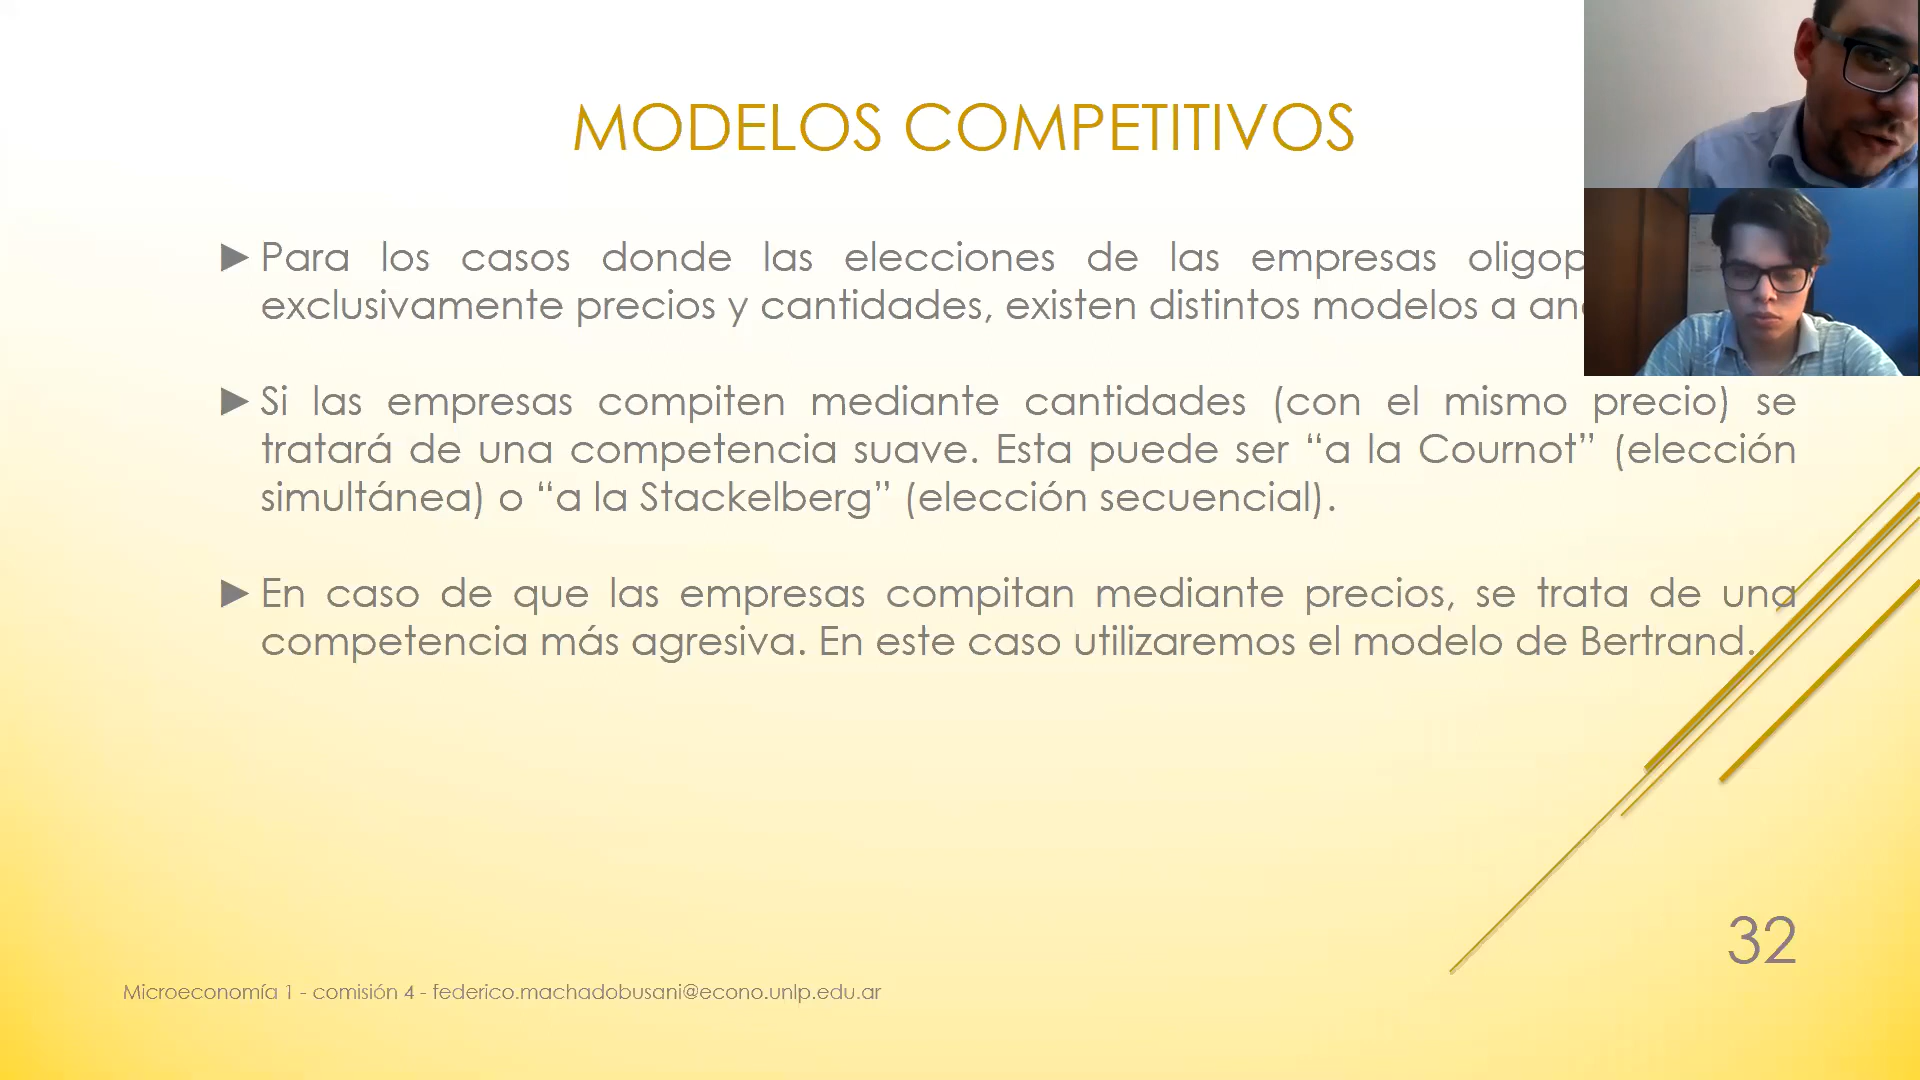 MODELOS COMPETITIVOS
► Para los casos donde las elecciones de las empresas
exclusivamente precios y cantidades, existen distintos modelos a
► Si las empresas compiten mediante cantidades (con el mismo precio) se
tratará de una competencia suave. Esta puede ser “a la Cournot” (elección
simultánea) o “a la Stackelberg” (elección secuencial).
► En caso de que las empresas compitan mediante precios, se trata de una
competencia más agresiva. En este caso utilizaremos el modelo de Bertrand.
32
Microeconomía 1 - comisión 4 - federico.machadobusani@econo.unlp.edu.ar